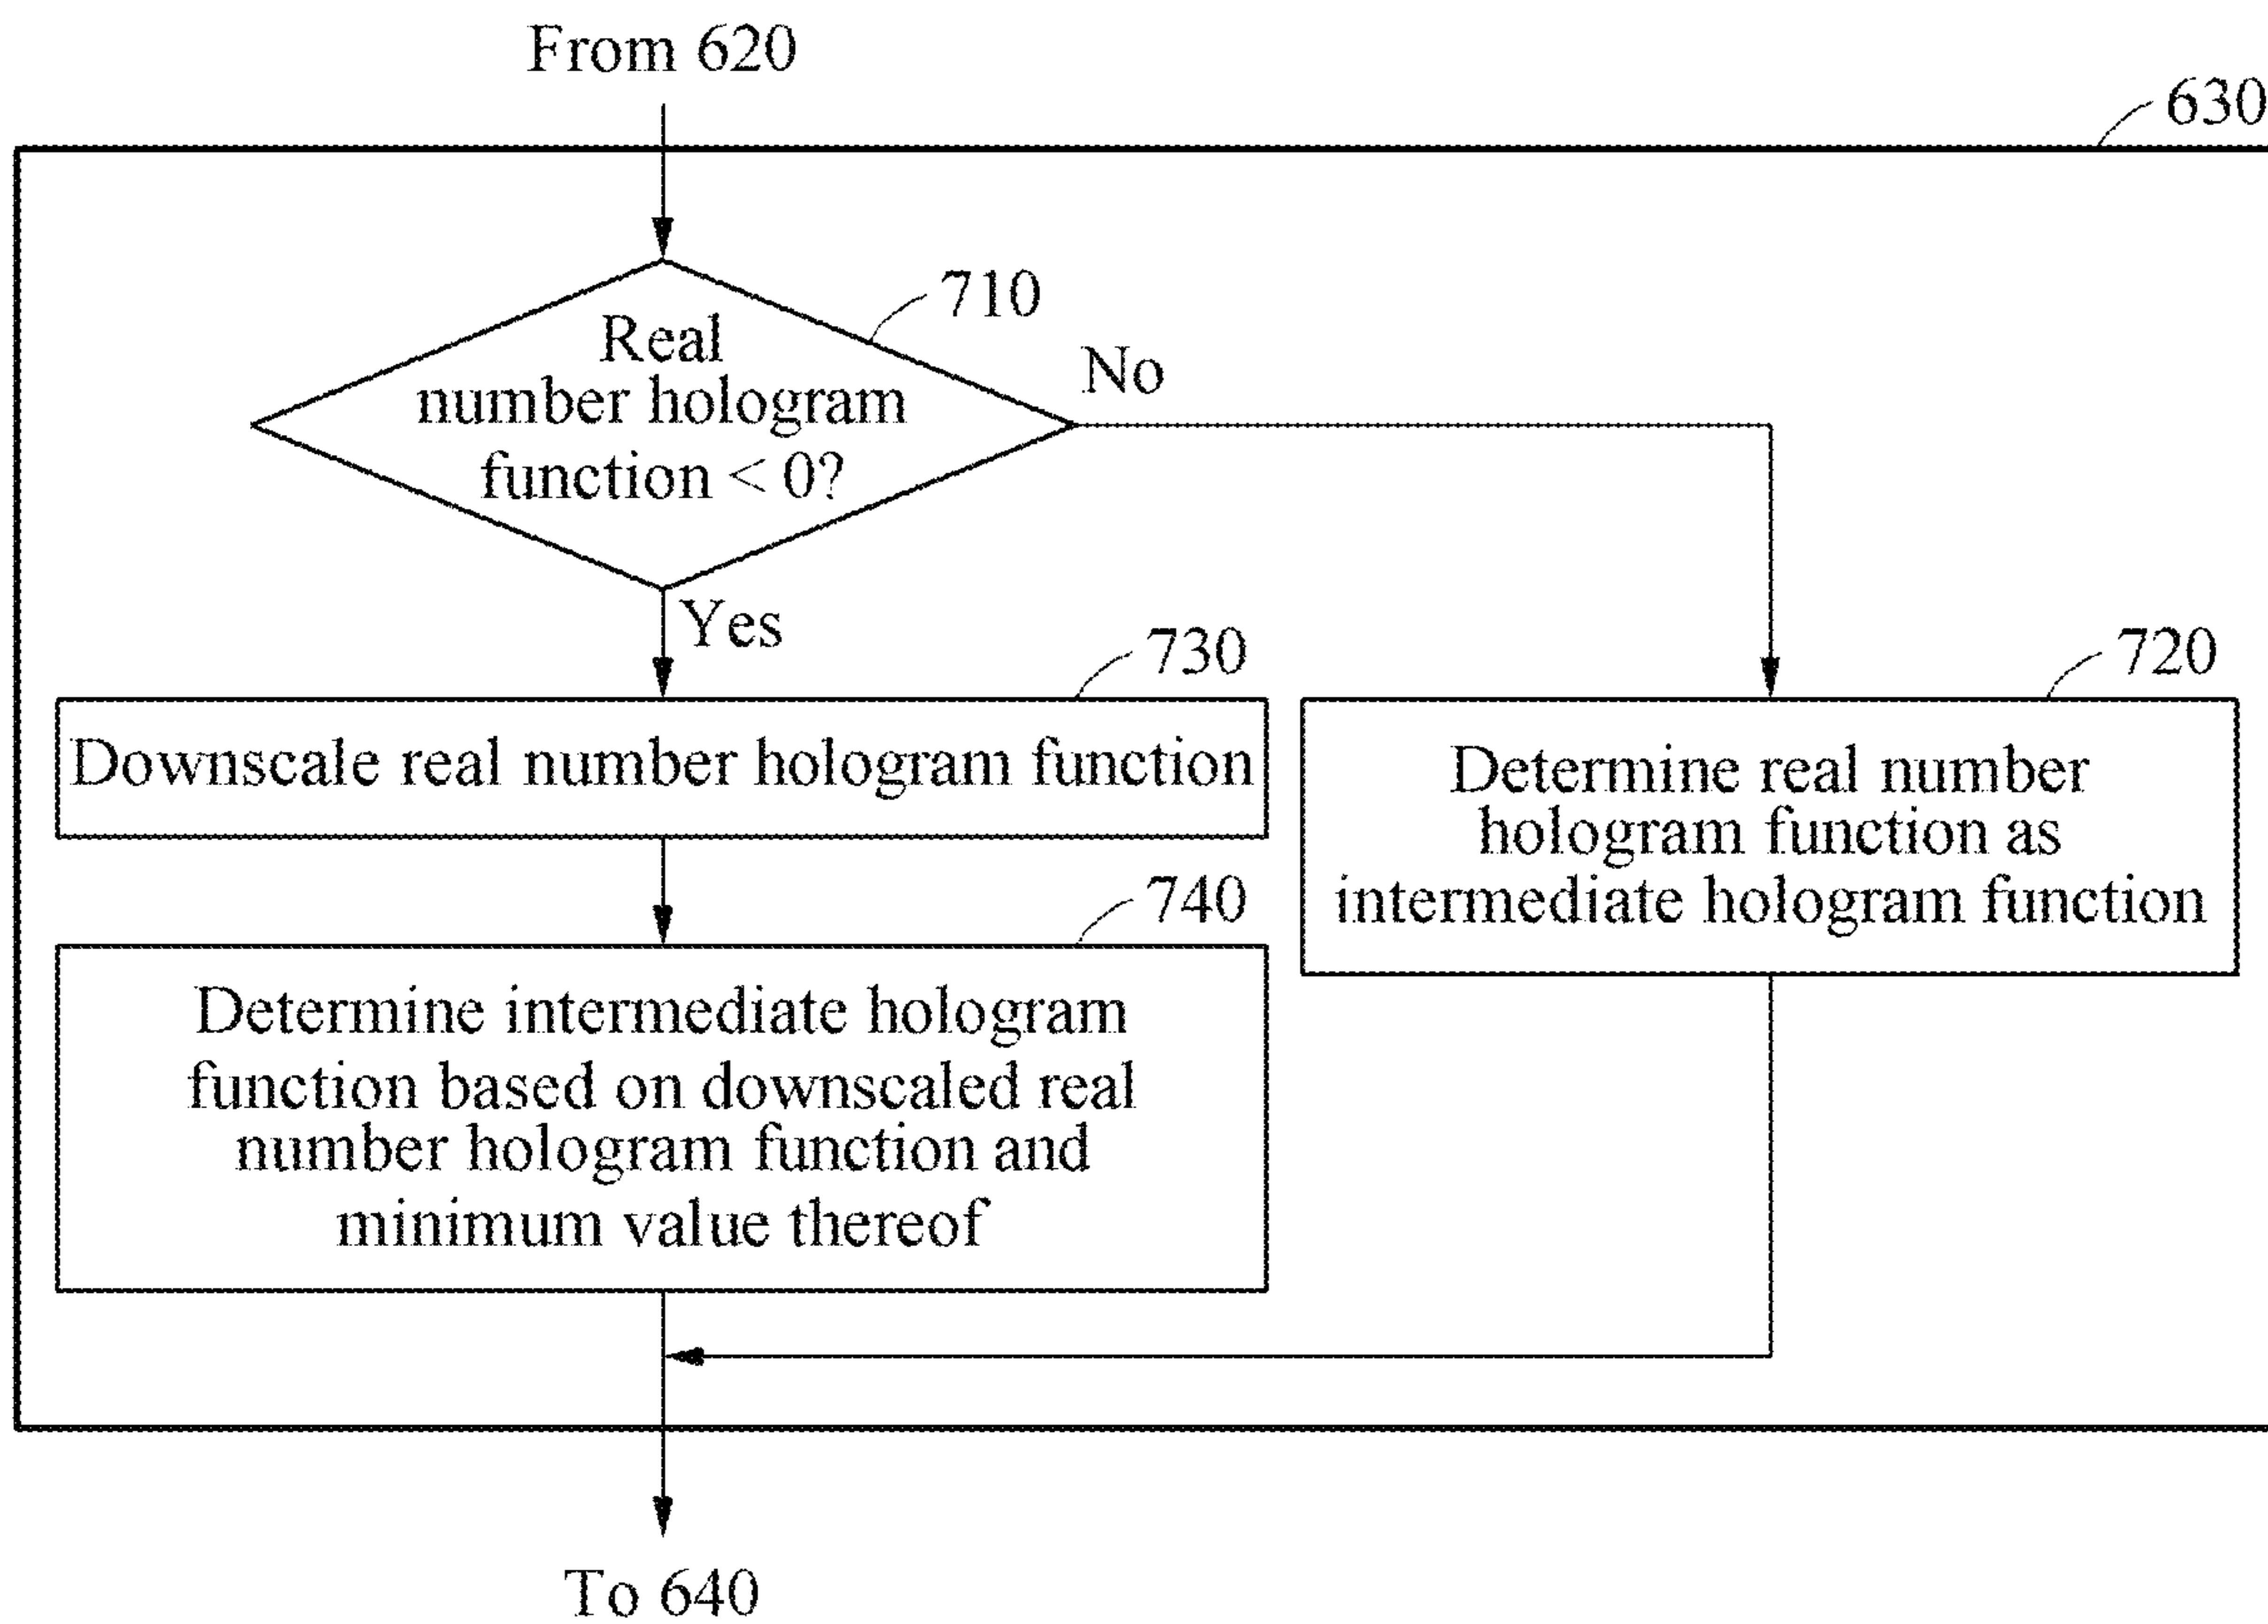 From 620
630
710
Real
number hologram
function < 0?
No
Yes
730
720
Downscale real number hologram function
Determine real number
hologram function as
intermediate hologram function
740
Determine intermediate hologram
function based on downscaled real
number hologram function and
minimum value thereof
To 640